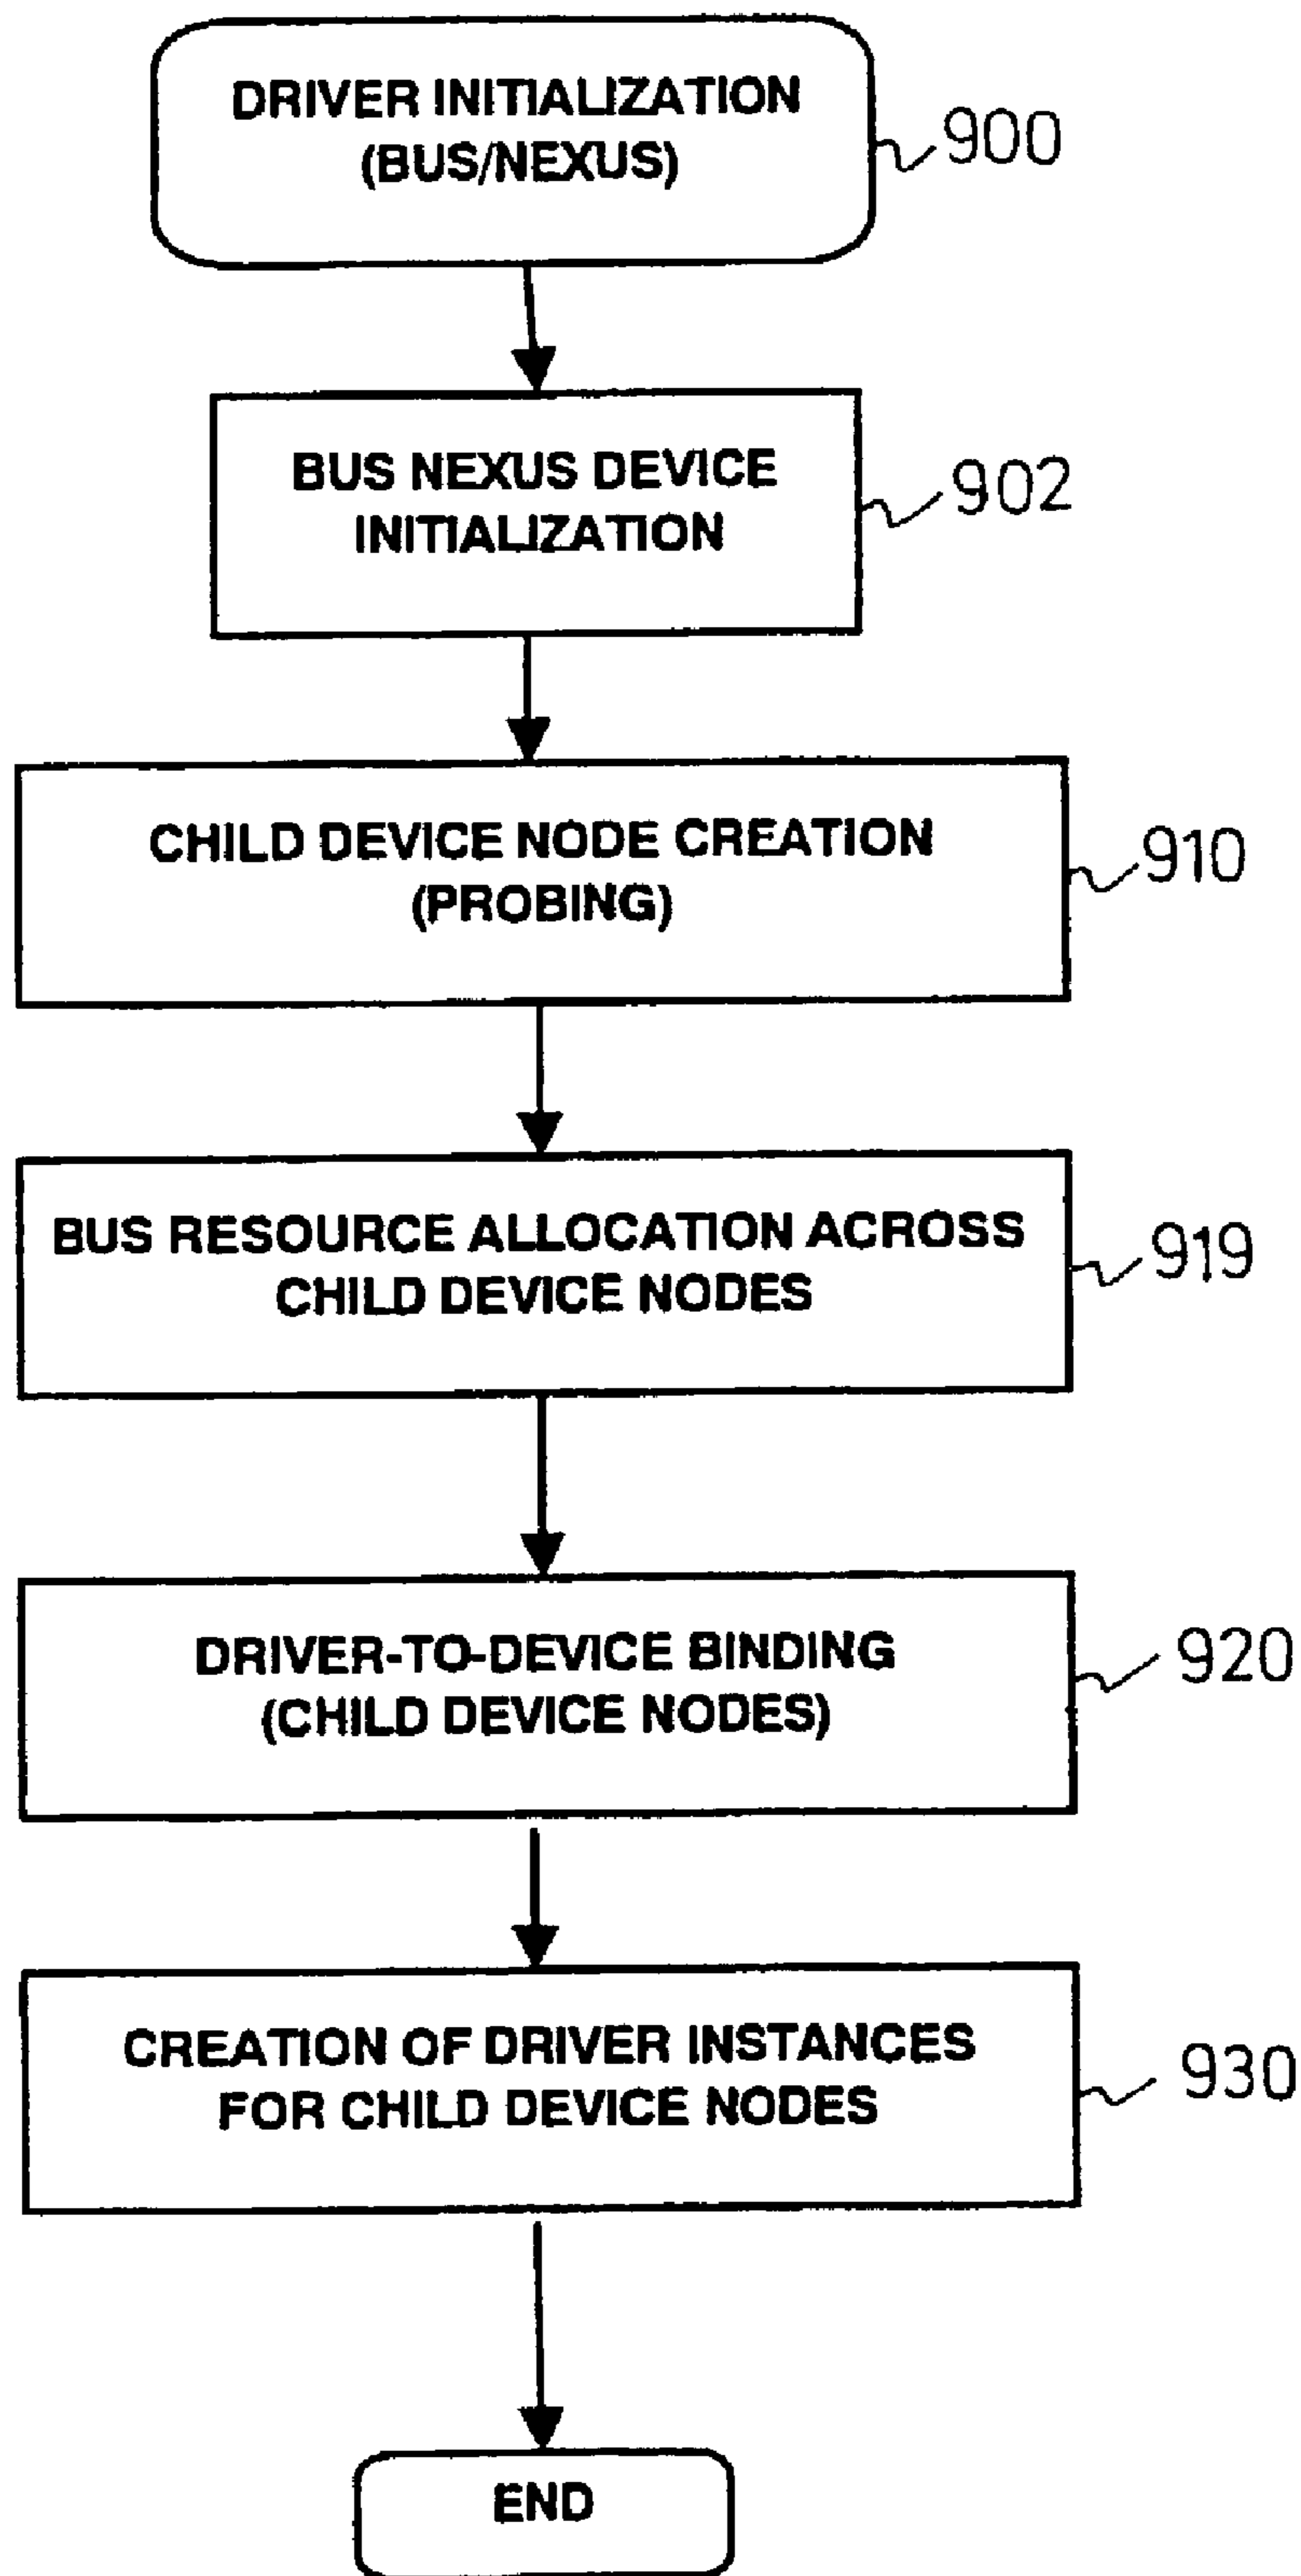 DRIVER INITIALIZATION
(BUS/NEXUS)
900
BUS NEXUS DEVICE
INITIALIZATION
902
CHILD DEVICE NODE CREATION
(PROBING)
910
BUS RESOURCE ALLOCATION ACROSS
CHILD DEVICE NODES
919
DRIVER-TO-DEVICE BINDING
(CHILD DEVICE NODES)
920
CREATION OF DRIVER INSTANCES
FOR CHILD DEVICE NODES
930
END